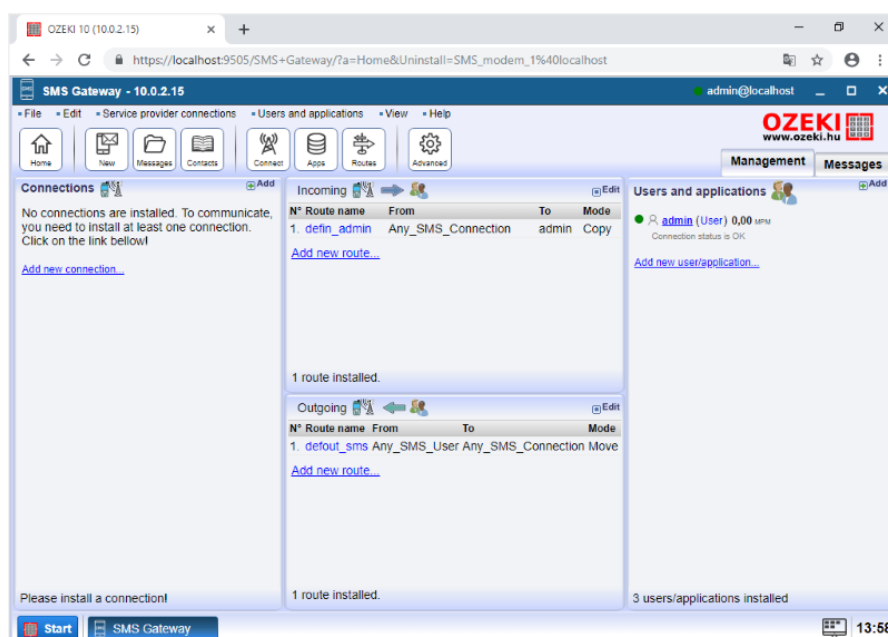 OZEKI 10 (10.0.2.15)
https://localhost:9505/SMS+Gateway/?a=Home&Uninstall=SMS_modem_1%40localhost
SMS Gateway - 10.0.2.15
admin@localhost
File Edit Service provider connections Users and applications View Help
OZEKI
www.ozeki.hu
Home New Messages Contacts Connect Apps Routes Advanced
Management Messages
Connections Add
No connections are installed. To communicate,
you need to install at least one connection.
Click on the link bellow!
Add new connection...
Please install a connection!
Incoming Edit
N° Route name From To Mode
1. defin_admin Any_SMS_Connection admin Copy
Add new route...
1 route installed.
Outgoing Edit
N° Route name From To Mode
1. defout_sms Any_SMS_User Any_SMS_Connection Move
Add new route...
1 route installed.
Users and applications Add
admin (User) 0,00 MPM
Connection status is OK
Add new user/application...
3 users/applications installed
Start SMS Gateway 13:58